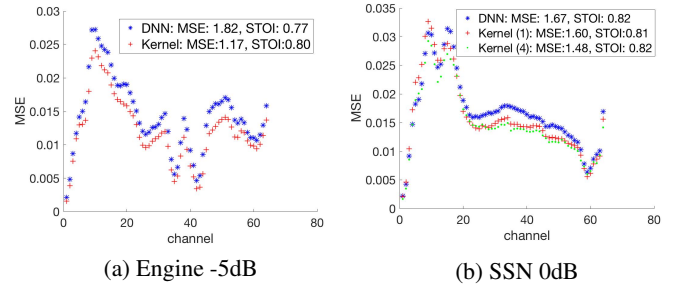 0.03
0.025
0.02
0.015
0.01
0.005
0
MSE
0
20
40
60
80
channel
DNN: MSE: 1.82, STOI: 0.77
Kernel: MSE:1.17, STOI:0.80
(a) Engine -5dB
0.035
0.03
0.025
0.02
0.015
0.01
0.005
0
MSE
0
20
40
60
80
channel
DNN: MSE: 1.67, STOI: 0.82
Kernel (1): MSE:1.60, STOI:0.81
Kernel (4): MSE:1.48, STOI: 0.82
(b) SSN 0dB